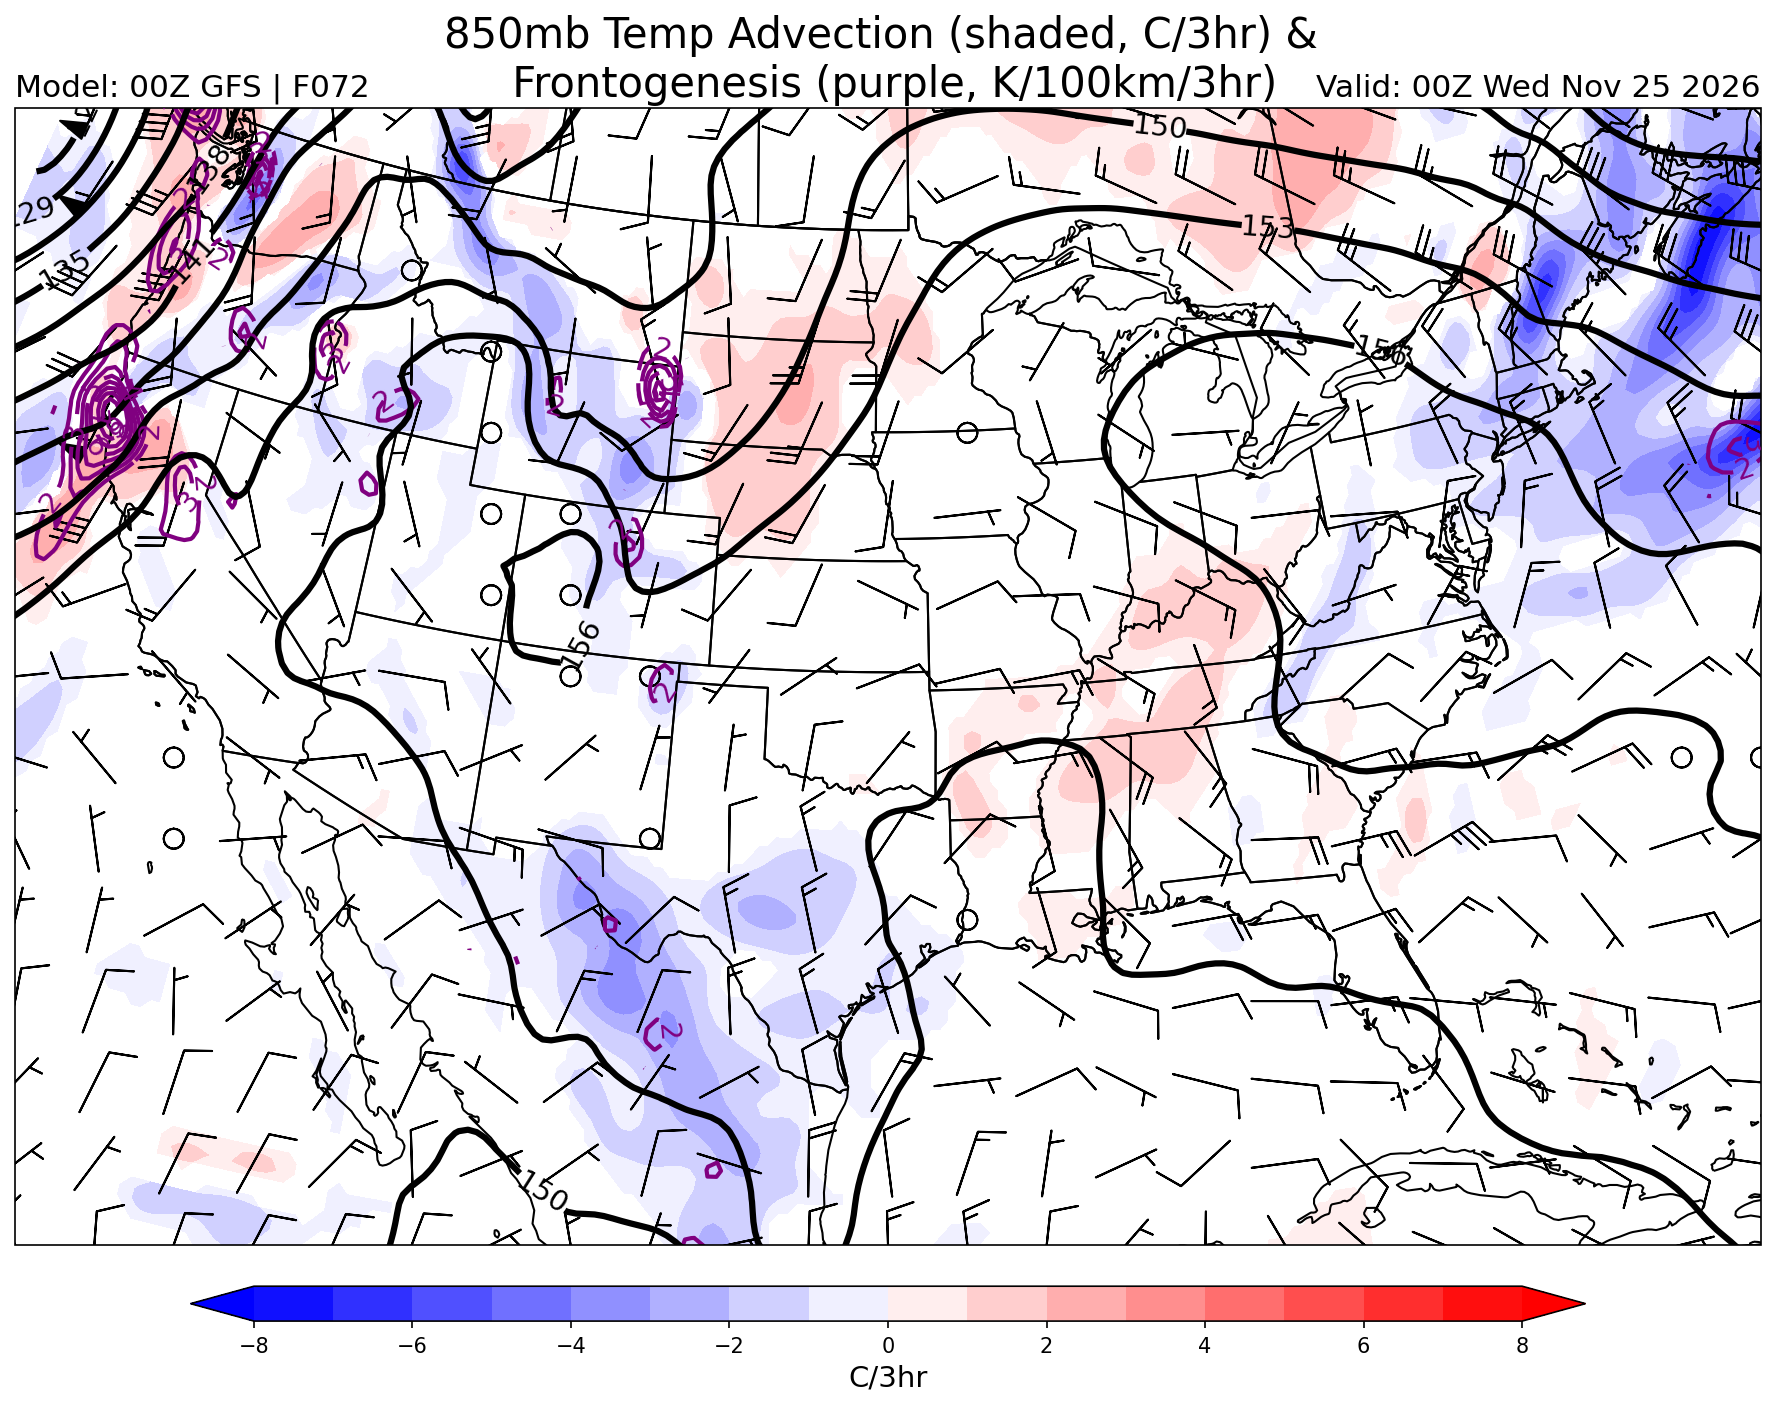 850mb Temp Advection (shaded, C/3hr) &
Model: 00Z GFS | F072
Frontogenesis (purple, K/100km/3hr)
Valid: 00Z Wed Nov 25 2026
150
138
129
153
141
135
156
156
150
−8 −6 −4 −2 0 2 4 6 8
C/3hr